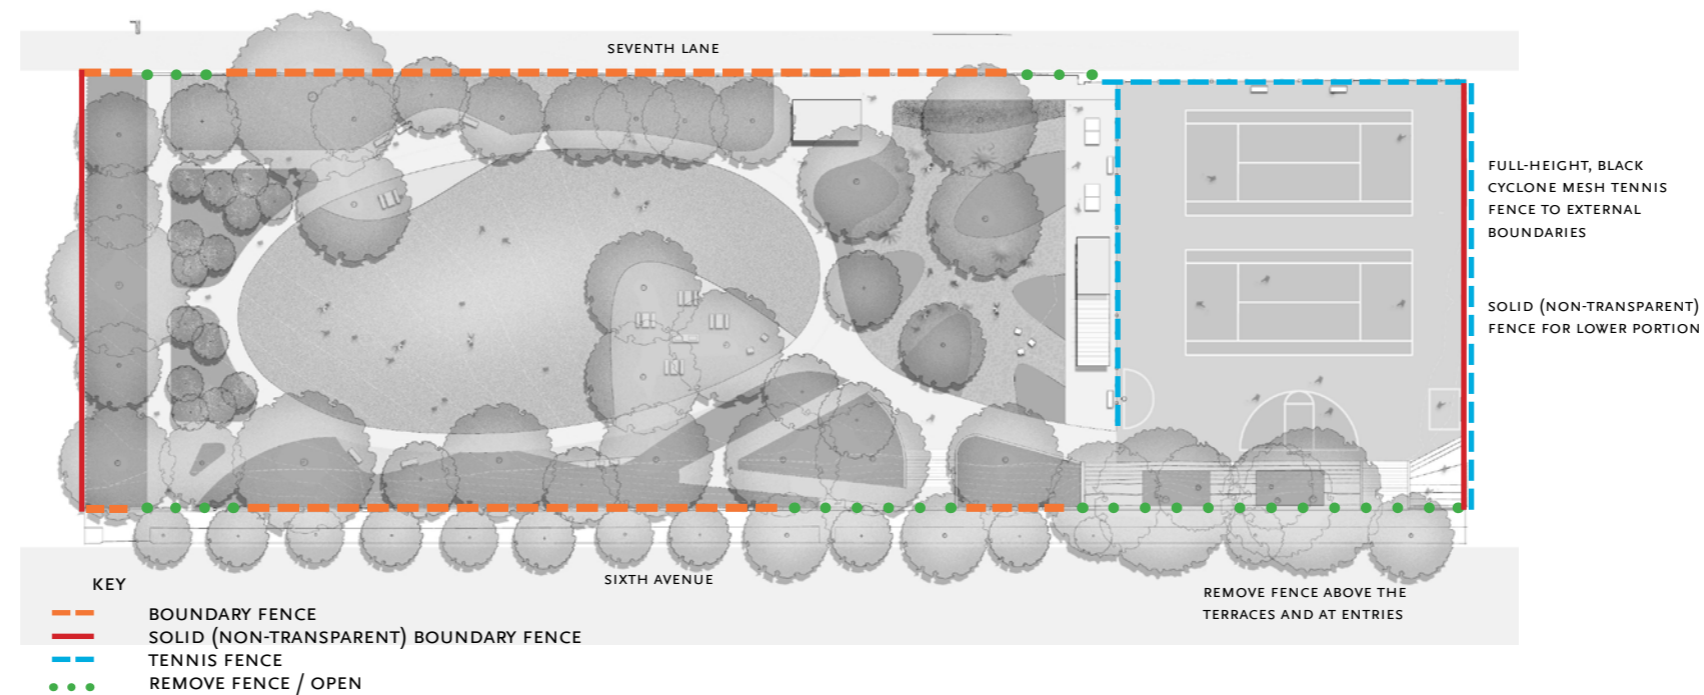 SEVENTH LANE
FULL-HEIGHT, BLACK
CYCLONE MESH TENNIS
FENCE TO EXTERNAL
BOUNDARIES
SOLID (NON-TRANSPARENT)
FENCE FOR LOWER PORTION
SIXTH AVENUE
REMOVE FENCE ABOVE THE
TERRACES AND AT ENTRIES
KEY
BOUNDARY FENCE
SOLID (NON-TRANSPARENT) BOUNDARY FENCE
TENNIS FENCE
REMOVE FENCE / OPEN